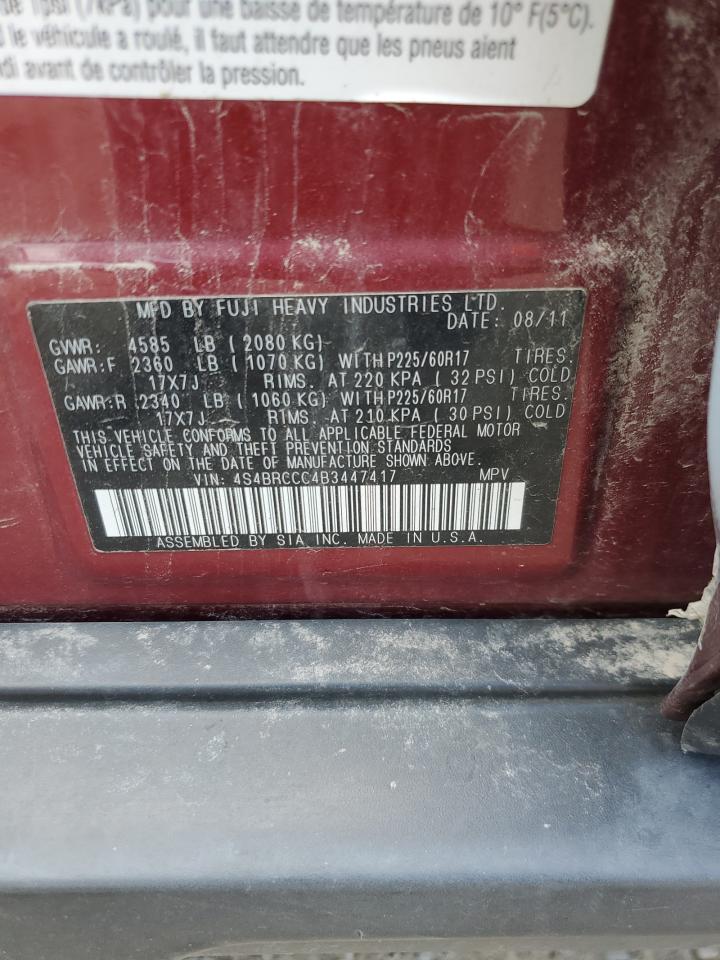 de 1psi (7kPa) pour une baisse de température de 10° F(5°C).
le véhicule a roulé, il faut attendre que les pneus aient
avant de contrôler la pression.
MFD BY FUJI HEAVY INDUSTRIES LTD.
DATE: 08/11
GVWR: 4585 LB ( 2080 KG)
GAWR:F 2360 LB ( 1070 KG) WITH P225/60R17 TIRES.
17X7J RIMS. AT 220 KPA ( 32 PSI) COLD
GAWR:R 2340 LB ( 1060 KG) WITH P225/60R17 TIRES.
17X7J RIMS. AT 210 KPA ( 30 PSI) COLD
THIS VEHICLE CONFORMS TO ALL APPLICABLE FEDERAL MOTOR
VEHICLE SAFETY AND THEFT PREVENTION STANDARDS
IN EFFECT ON THE DATE OF MANUFACTURE SHOWN ABOVE.
VIN: 4S4BRCCC4B3447417 MPV
ASSEMBLED BY SIA INC. MADE IN U.S.A.